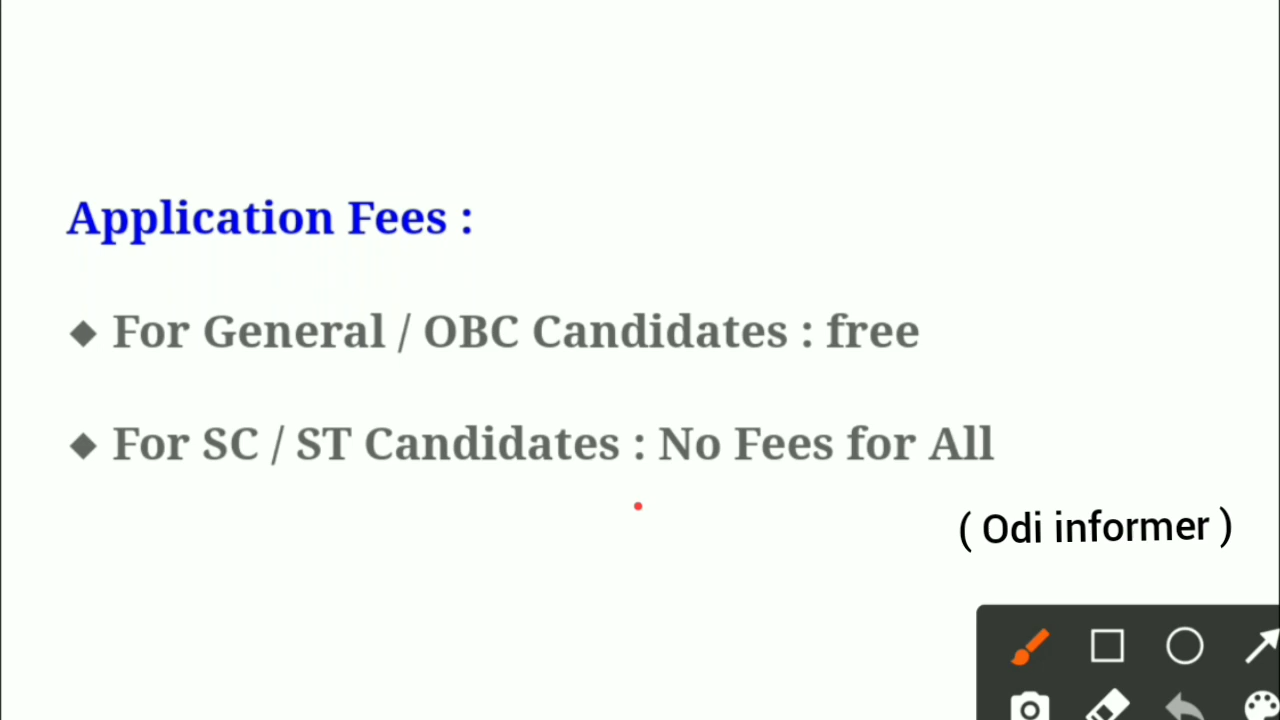 Application Fees :
◆ For General / OBC Candidates : free
◆ For SC / ST Candidates : No Fees for All
( Odi informer )